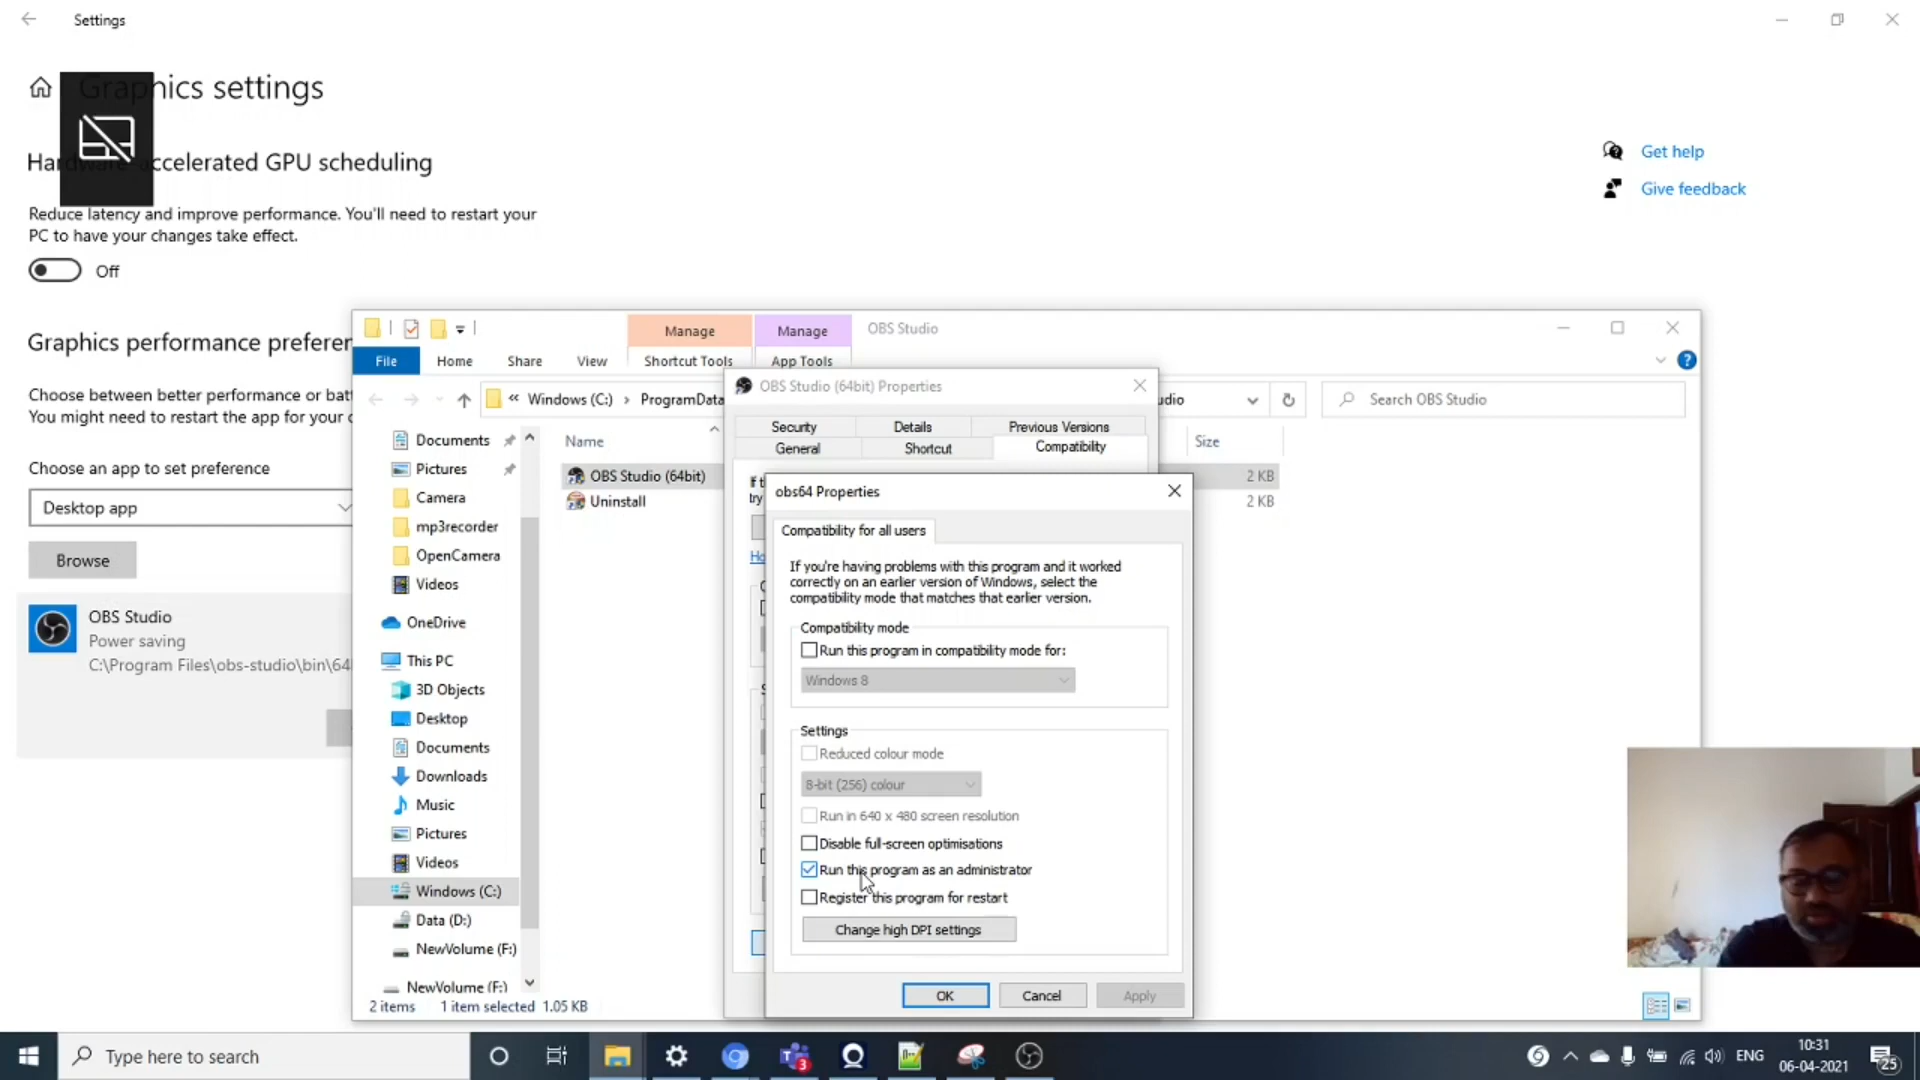 Settings
Graphics settings
Hardware-accelerated GPU scheduling
Get help
Give feedback
Reduce latency and improve performance. You'll need to restart your
PC to have your changes take effect.
Off
Graphics performance prefere
Choose between better performance or bat
You might need to restart the app for your c
Choose an app to set preference
Desktop app
Browse
OBS Studio
Power saving
C:\Program Files\obs-studio\bin\64
Manage
Manage
OBS Studio
File
Home
Share
View
Shortcut Tools
App Tools
« Windows (C:) › ProgramData
udio
Search OBS Studio
Documents
Pictures
Camera
mp3recorder
OpenCamera
Videos
OneDrive
This PC
3D Objects
Desktop
Documents
Downloads
Music
Pictures
Videos
Windows (C:)
Data (D:)
NewVolume (F:)
NewVolume (F:)
Name
Size
OBS Studio (64bit)
2 KB
Uninstall
2 KB
2 items
1 item selected 1.05 KB
OBS Studio (64bit) Properties
Security
Details
Previous Versions
General
Shortcut
Compatibility
If t
try
Ho
obs64 Properties
Compatibility for all users
If you're having problems with this program and it worked
correctly on an earlier version of Windows, select the
compatibility mode that matches that earlier version.
Compatibility mode
Run this program in compatibility mode for:
Windows 8
Settings
Reduced colour mode
8-bit (256) colour
Run in 640 x 480 screen resolution
Disable full-screen optimisations
Run this program as an administrator
Register this program for restart
Change high DPI settings
OK
Cancel
Apply
Type here to search
3
ENG
10:31
06-04-2021
25